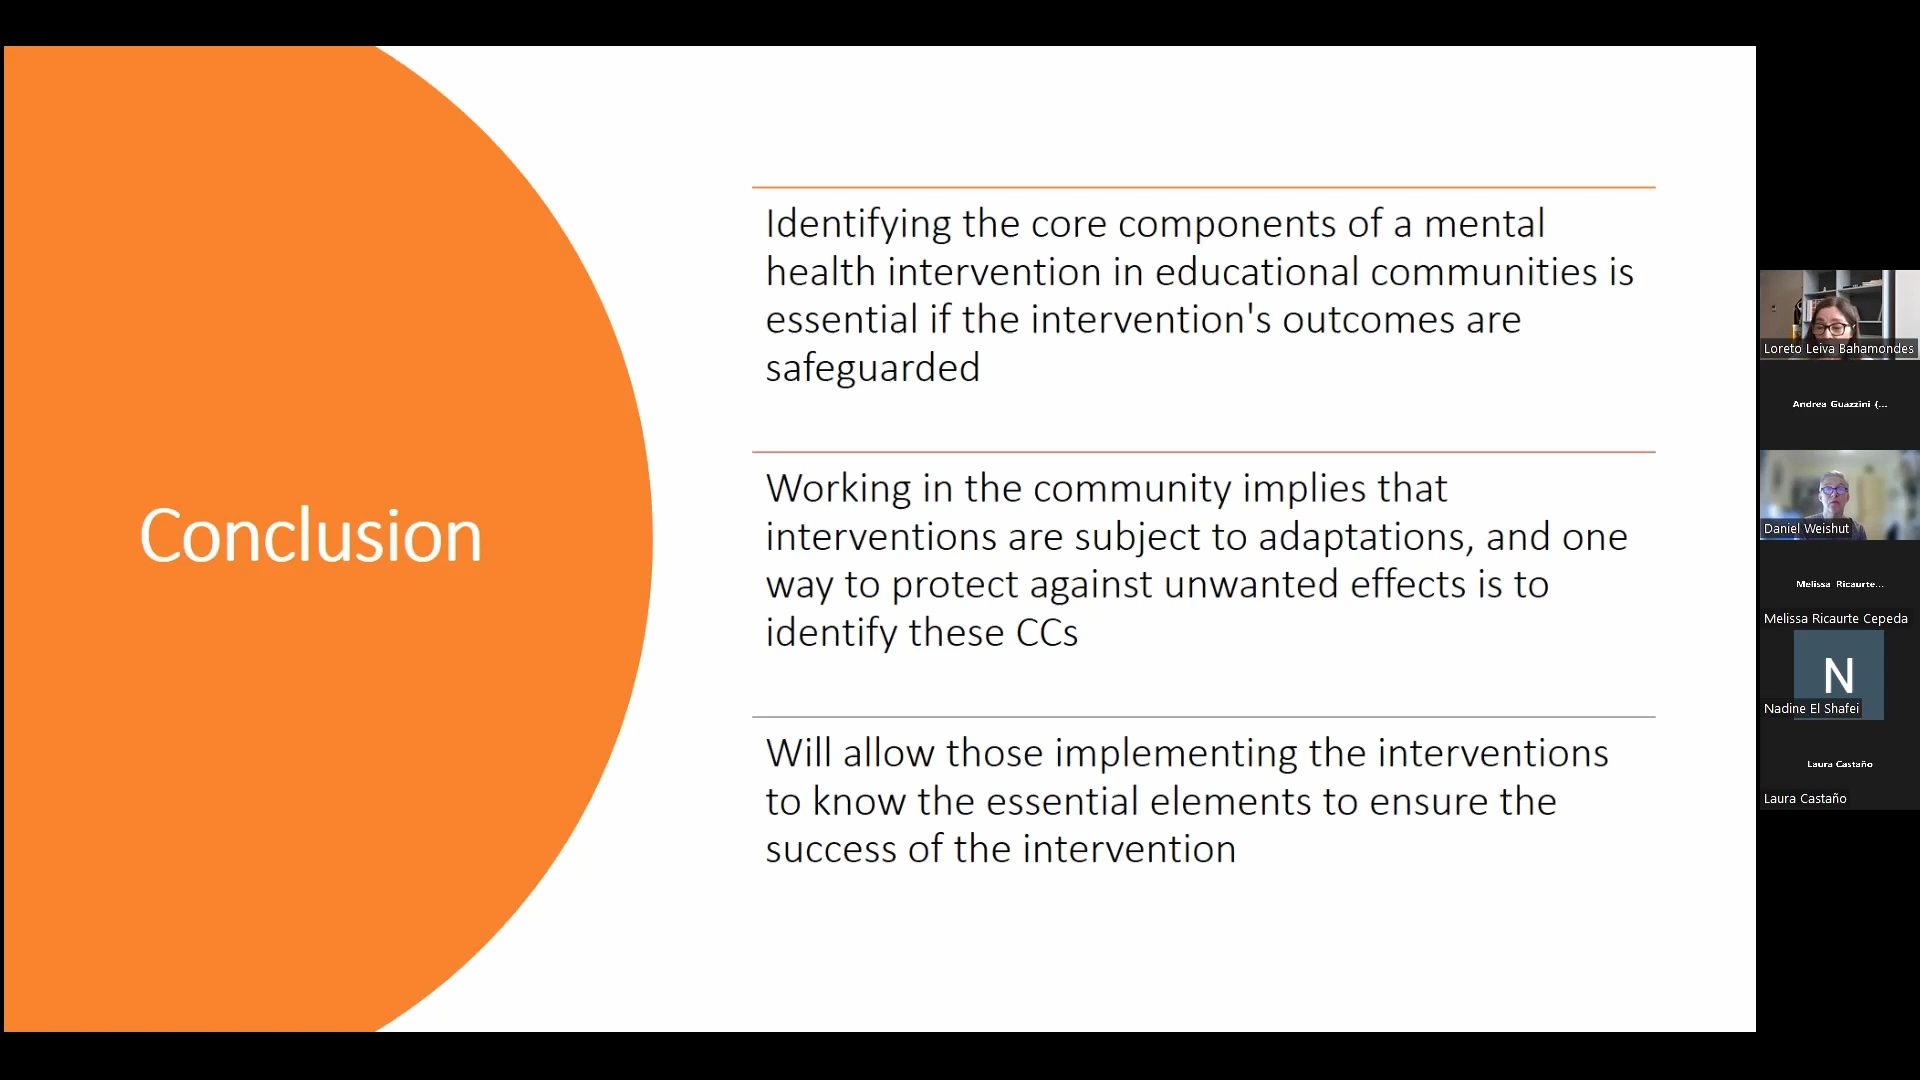 Conclusion
Identifying the core components of a mental
health intervention in educational communities is
essential if the intervention's outcomes are
safeguarded
Working in the community implies that
interventions are subject to adaptations, and one
way to protect against unwanted effects is to
identify these CCs
Will allow those implementing the interventions
to know the essential elements to ensure the
success of the intervention
Loreto Leiva Bahamondes
Andrea Guazzini (...
Daniel Weishut
Melissa Ricaurte...
Melissa Ricaurte Cepeda
N
Nadine El Shafei
Laura Castaño
Laura Castaño